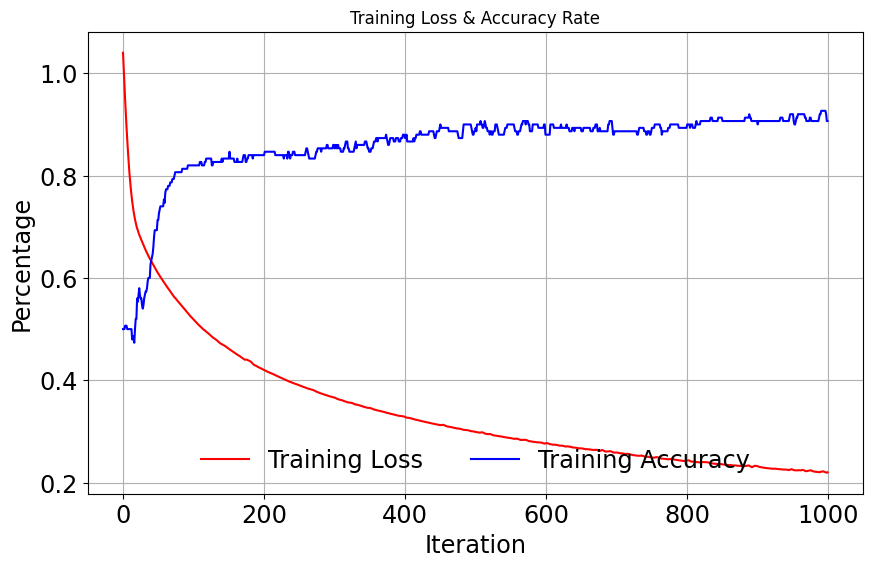 Training Loss & Accuracy Rate
1.0
0.8
0.6
0.4
0.2
Percentage
Training Loss Training Accuracy
0 200 400 600 800 1000
Iteration